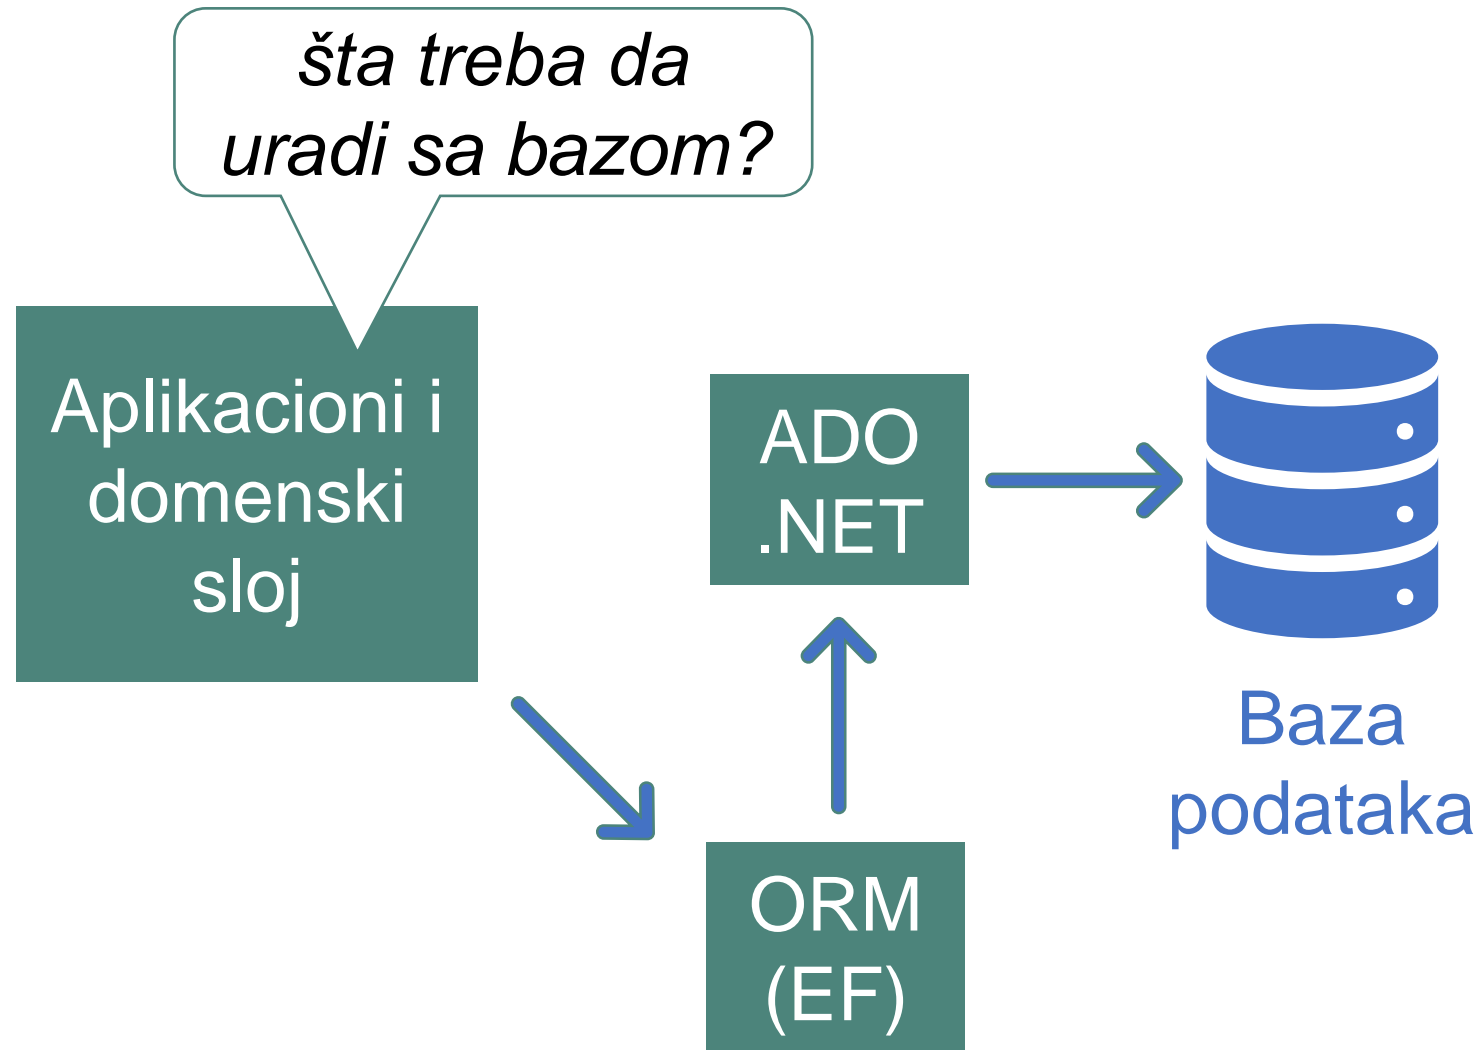 šta treba da
uradi sa bazom?
Aplikacioni i
domenski
sloj
ADO
.NET
Baza
podataka
ORM
(EF)